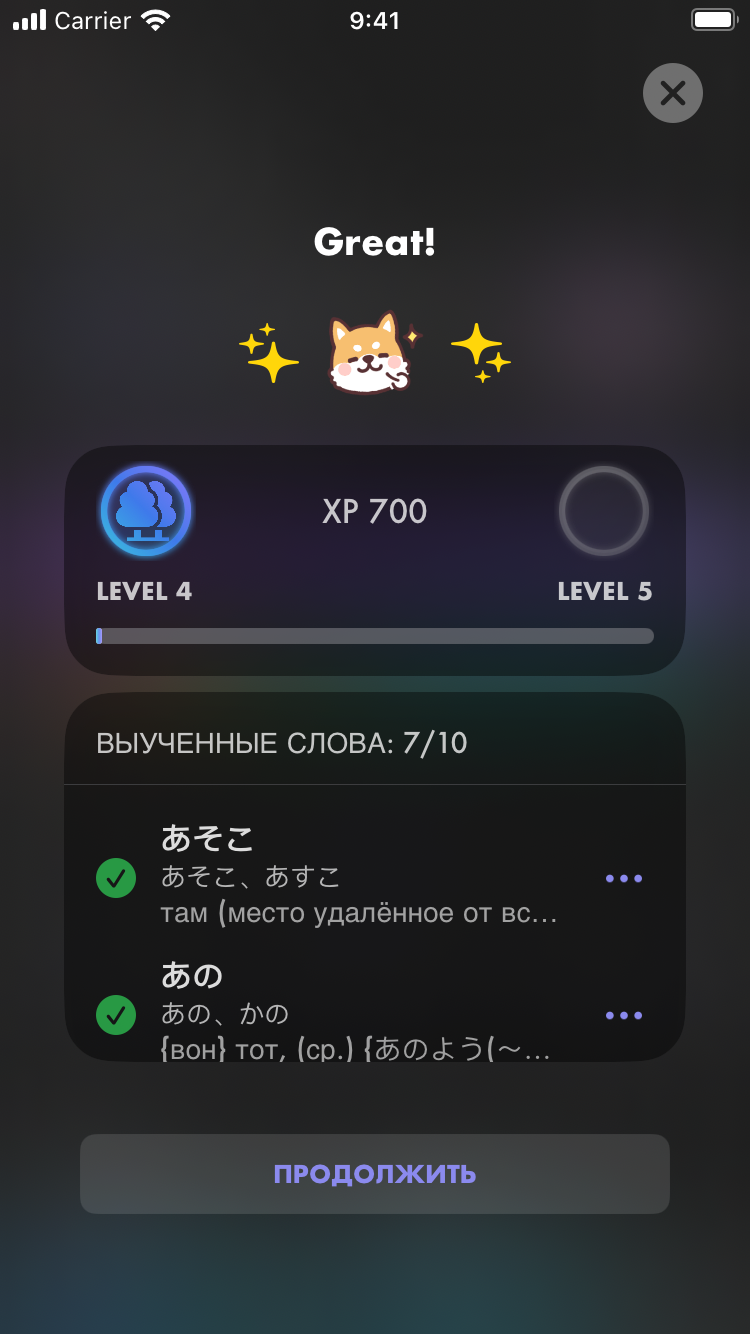 Carrier
9:41
Great!
XP 700
LEVEL 4
LEVEL 5
ВЫУЧЕННЫЕ СЛОВА: 7/10
あそこ
あそこ、あすこ
там (место удалённое от вс...
あの
あの、かの
{вон} тот, (ср.) {あのよう(〜...
ПРОДОЛЖИТЬ